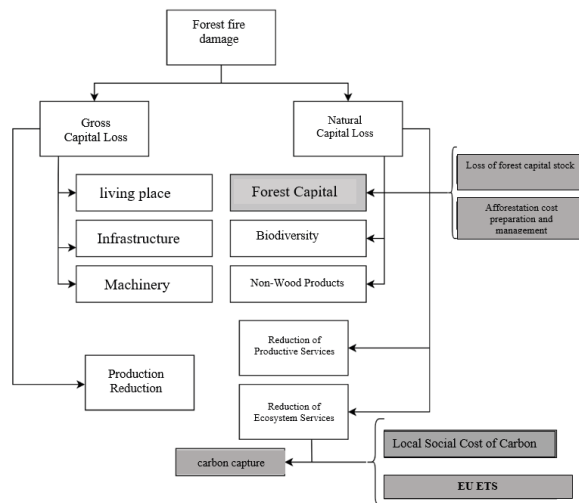 Forest fire
damage
Gross
Capital Loss
Natural
Capital Loss
living place
Infrastructure
Machinery
Forest Capital
Biodiversity
Non-Wood Products
Loss of forest capital stock
Afforestation cost
preparation and
management
Production
Reduction
Reduction of
Productive Services
Reduction of
Ecosystem Services
carbon capture
Local Social Cost of Carbon
EU ETS